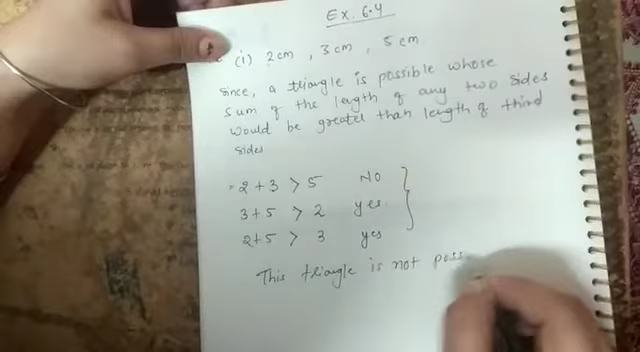 Ex. 6.4
(i) 2cm , 3cm , 5cm
since, a triangle is possible whose
sum of the length of any two sides
would be greater than length of third
sides
= 2 + 3 > 5 NO
3 + 5 > 2 yes
2 + 5 > 3 yes
This triangle is not poss